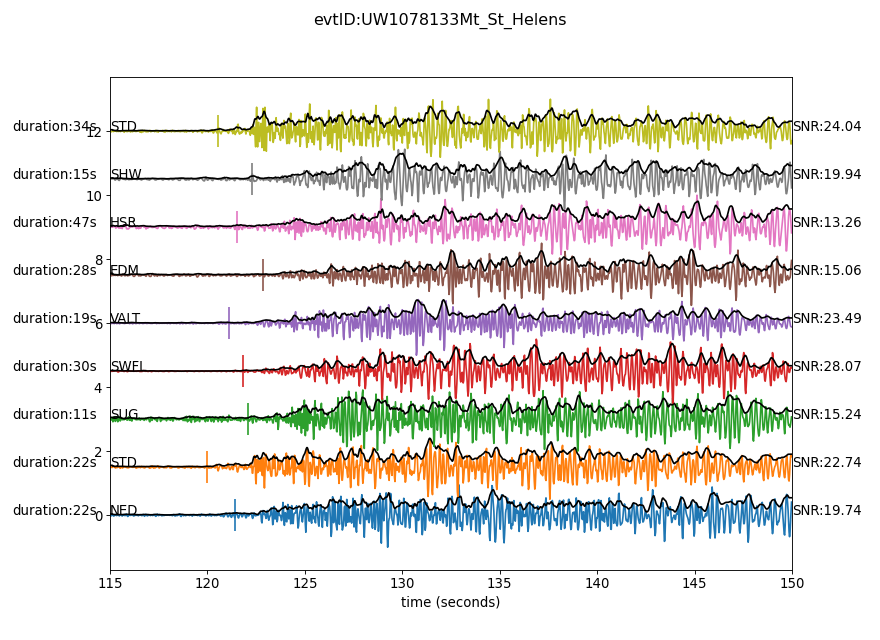 evtID:UW1078133Mt_St_Helens
duration:34s STD SNR:24.04
12
duration:15s SHW SNR:19.94
10
duration:47s HSR SNR:13.26
8
duration:28s EDM SNR:15.06
duration:19s VALT SNR:23.49
6
duration:30s SWFL SNR:28.07
4
duration:11s SUG SNR:15.24
2
duration:22s STD SNR:22.74
duration:22s NED SNR:19.74
0
115 120 125 130 135 140 145 150
time (seconds)